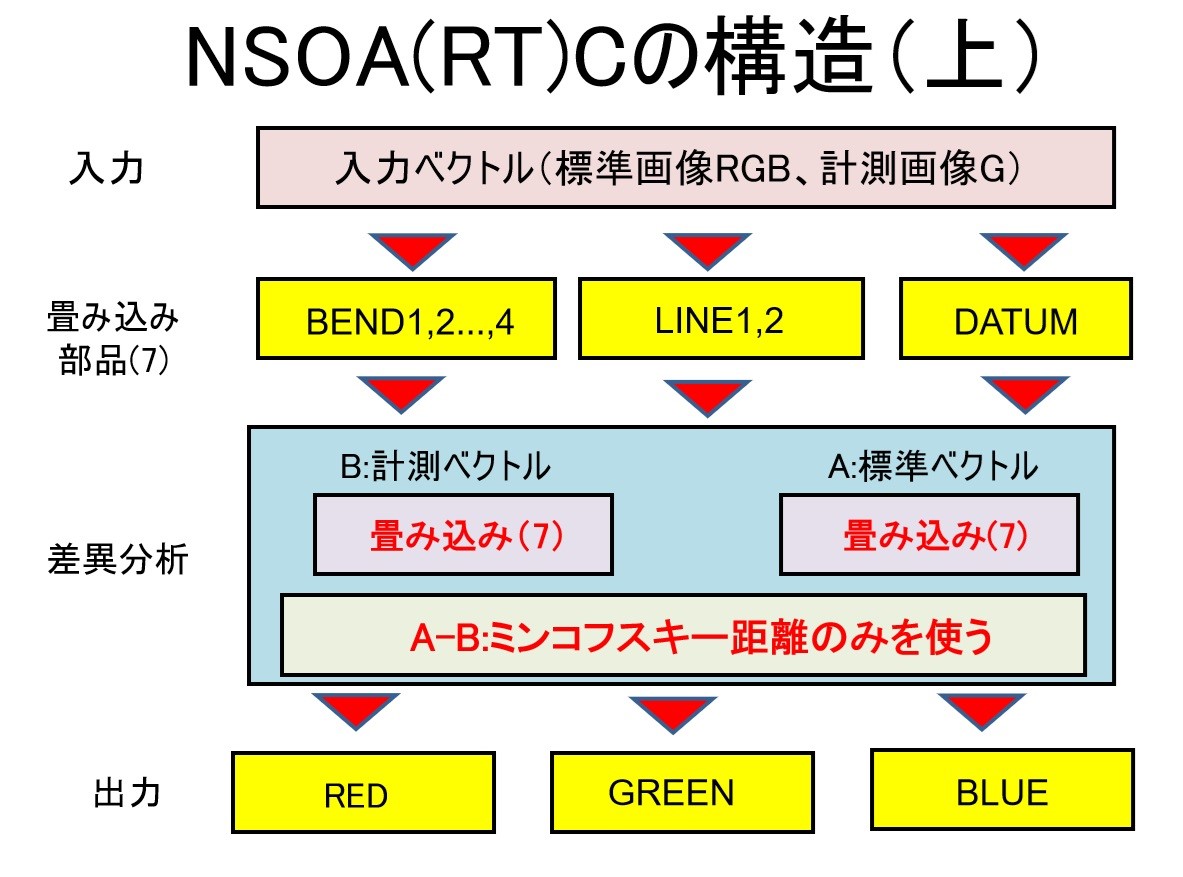 NSOA(RT)Cの構造(上)
入力
入力ベクトル(標準画像RGB、計測画像G)
畳み込み
部品(7)
BEND1,2...,4
LINE1,2
DATUM
差異分析
B:計測ベクトル
A:標準ベクトル
畳み込み(7)
畳み込み(7)
A-B:ミンコフスキー距離のみを使う
出力
RED
GREEN
BLUE